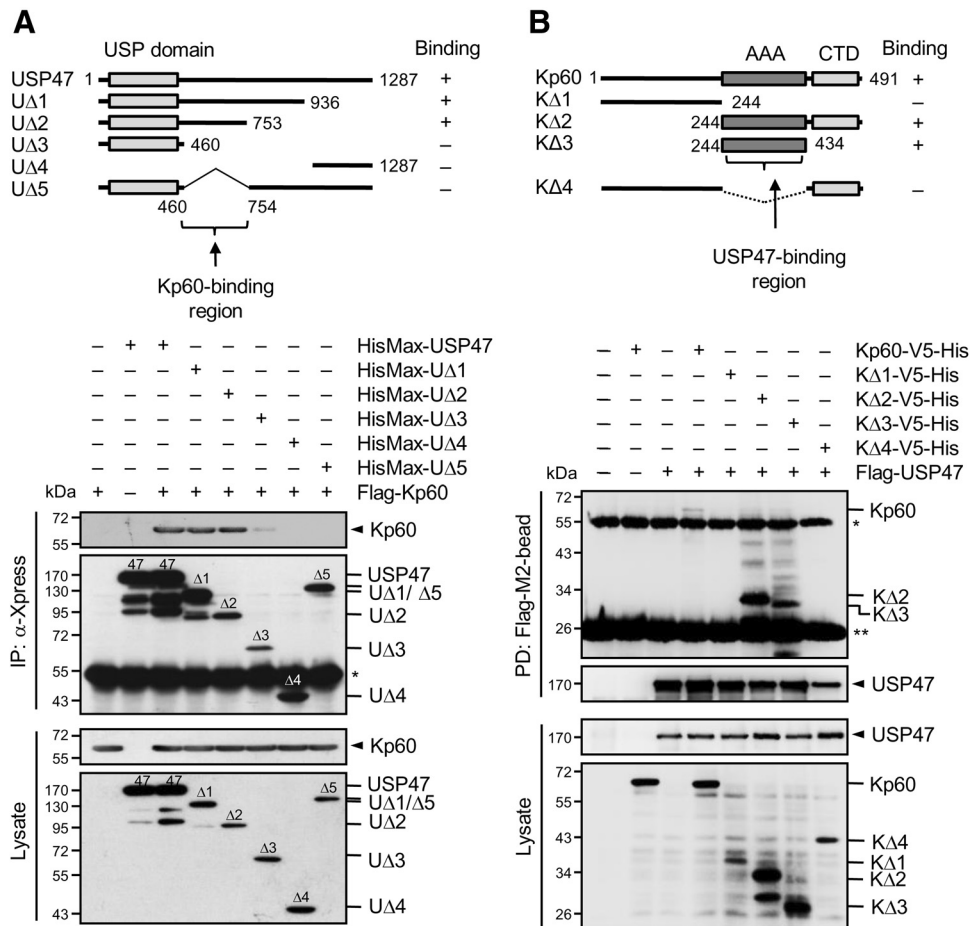 A
USP domain Binding
USP47 1 1287 +
UΔ1 936 +
UΔ2 753 +
UΔ3 460 –
UΔ4 1287 –
UΔ5 –
460 754
Kp60-binding
region
– + + – – – – – HisMax-USP47
– – – + – – – – HisMax-UΔ1
– – – – + – – – HisMax-UΔ2
– – – – – + – – HisMax-UΔ3
– – – – – – + – HisMax-UΔ4
– – – – – – – + HisMax-UΔ5
+ – + + + + + + Flag-Kp60
kDa
IP: α-Xpress
72
55
Kp60
170
130
95
72
55
43
47 47 Δ1 Δ2 Δ3 Δ4 Δ5
USP47
UΔ1/ Δ5
UΔ2
UΔ3
*
UΔ4
Lysate
72
55
Kp60
170
130
95
72
55
43
47 47 Δ1 Δ2 Δ3 Δ4 Δ5
USP47
UΔ1/Δ5
UΔ2
UΔ3
UΔ4
B
AAA CTD Binding
Kp60 1 491 +
KΔ1 244 –
KΔ2 244 +
KΔ3 244 434 +
KΔ4 –
USP47-binding
region
– + – + – – – – Kp60-V5-His
– – – – + – – – KΔ1-V5-His
– – – – – + – – KΔ2-V5-His
– – – – – – + – KΔ3-V5-His
– – – – – – – + KΔ4-V5-His
– – + + + + + + Flag-USP47
kDa
PD: Flag-M2-bead
72
55
43
34
26
Kp60
*
KΔ2
KΔ3
**
170
USP47
Lysate
170
USP47
72
55
43
34
26
Kp60
KΔ4
KΔ1
KΔ2
KΔ3